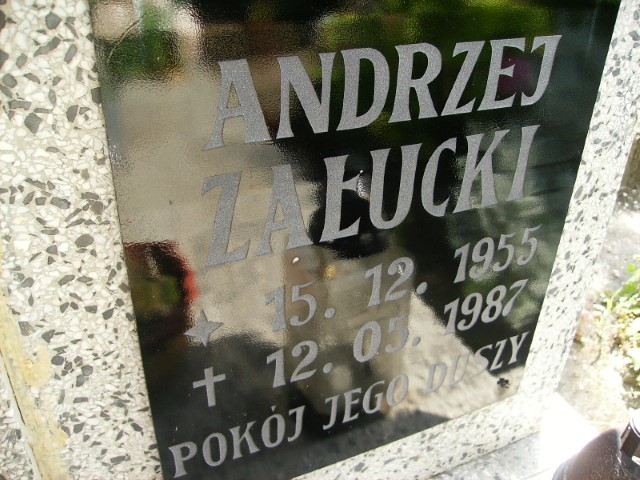 ANDRZEJ
ZAŁUCKI
15. 12. 1955
12. 05. 1987
POKÓJ JEGO DUSZY